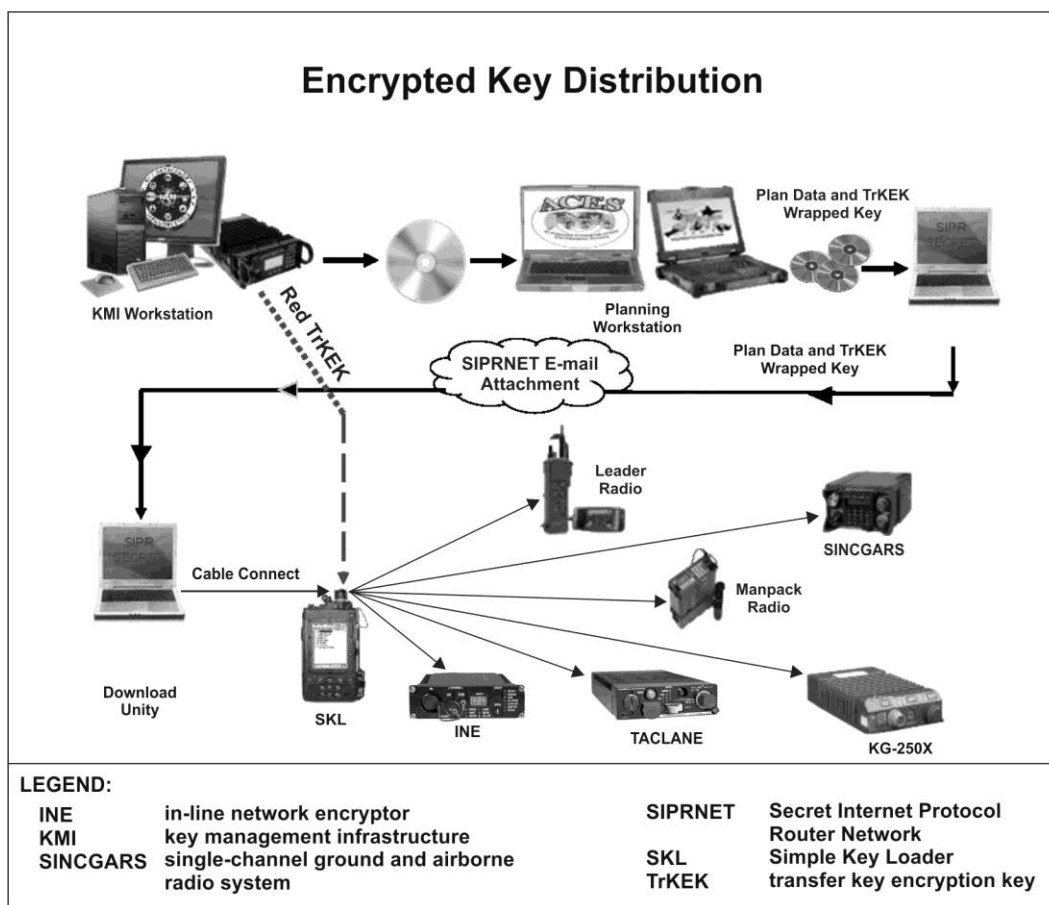 Encrypted Key Distribution
ACES
Plan Data and TrKEK
Wrapped Key
SIPR
SECRET
KMI Workstation
Red TrKEK
Planning
Workstation
SIPRNET E-mail
Attachment
Plan Data and TrKEK
Wrapped Key
Leader
Radio
SINCGARS
SIPR
SECRET
Cable Connect
Manpack
Radio
Download
Unity
SKL
INE
TACLANE
KG-250X
LEGEND:
INE in-line network encryptor
KMI key management infrastructure
SINCGARS single-channel ground and airborne
radio system
SIPRNET Secret Internet Protocol
Router Network
SKL Simple Key Loader
TrKEK transfer key encryption key